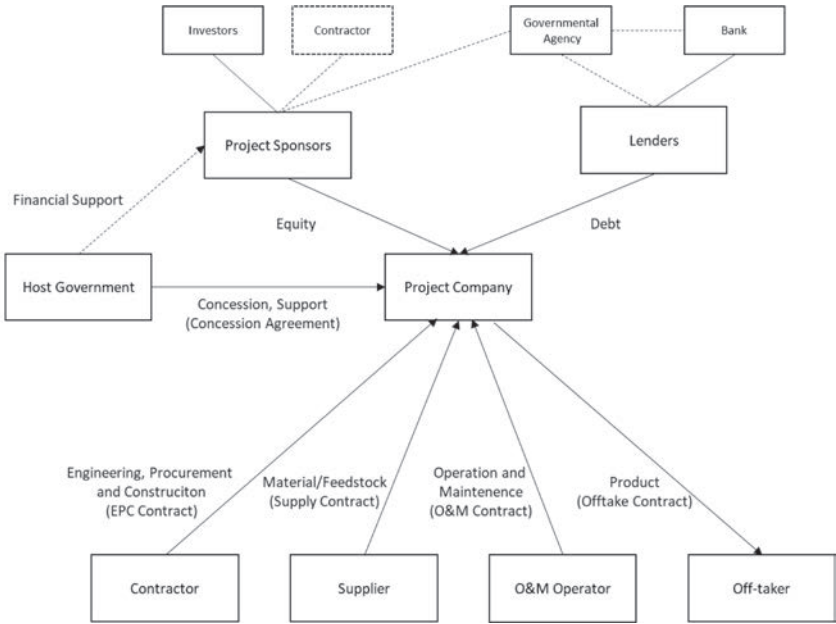 Investors
Contractor
Governmental
Agency
Bank
Project Sponsors
Lenders
Financial Support
Equity
Debt
Host Government
Project Company
Concession, Support
(Concession Agreement)
Engineering, Procurement
and Construciton
(EPC Contract)
Material/Feedstock
(Supply Contract)
Operation and
Maintenence
(O&M Contract)
Product
(Offtake Contract)
Contractor
Supplier
O&M Operator
Off-taker